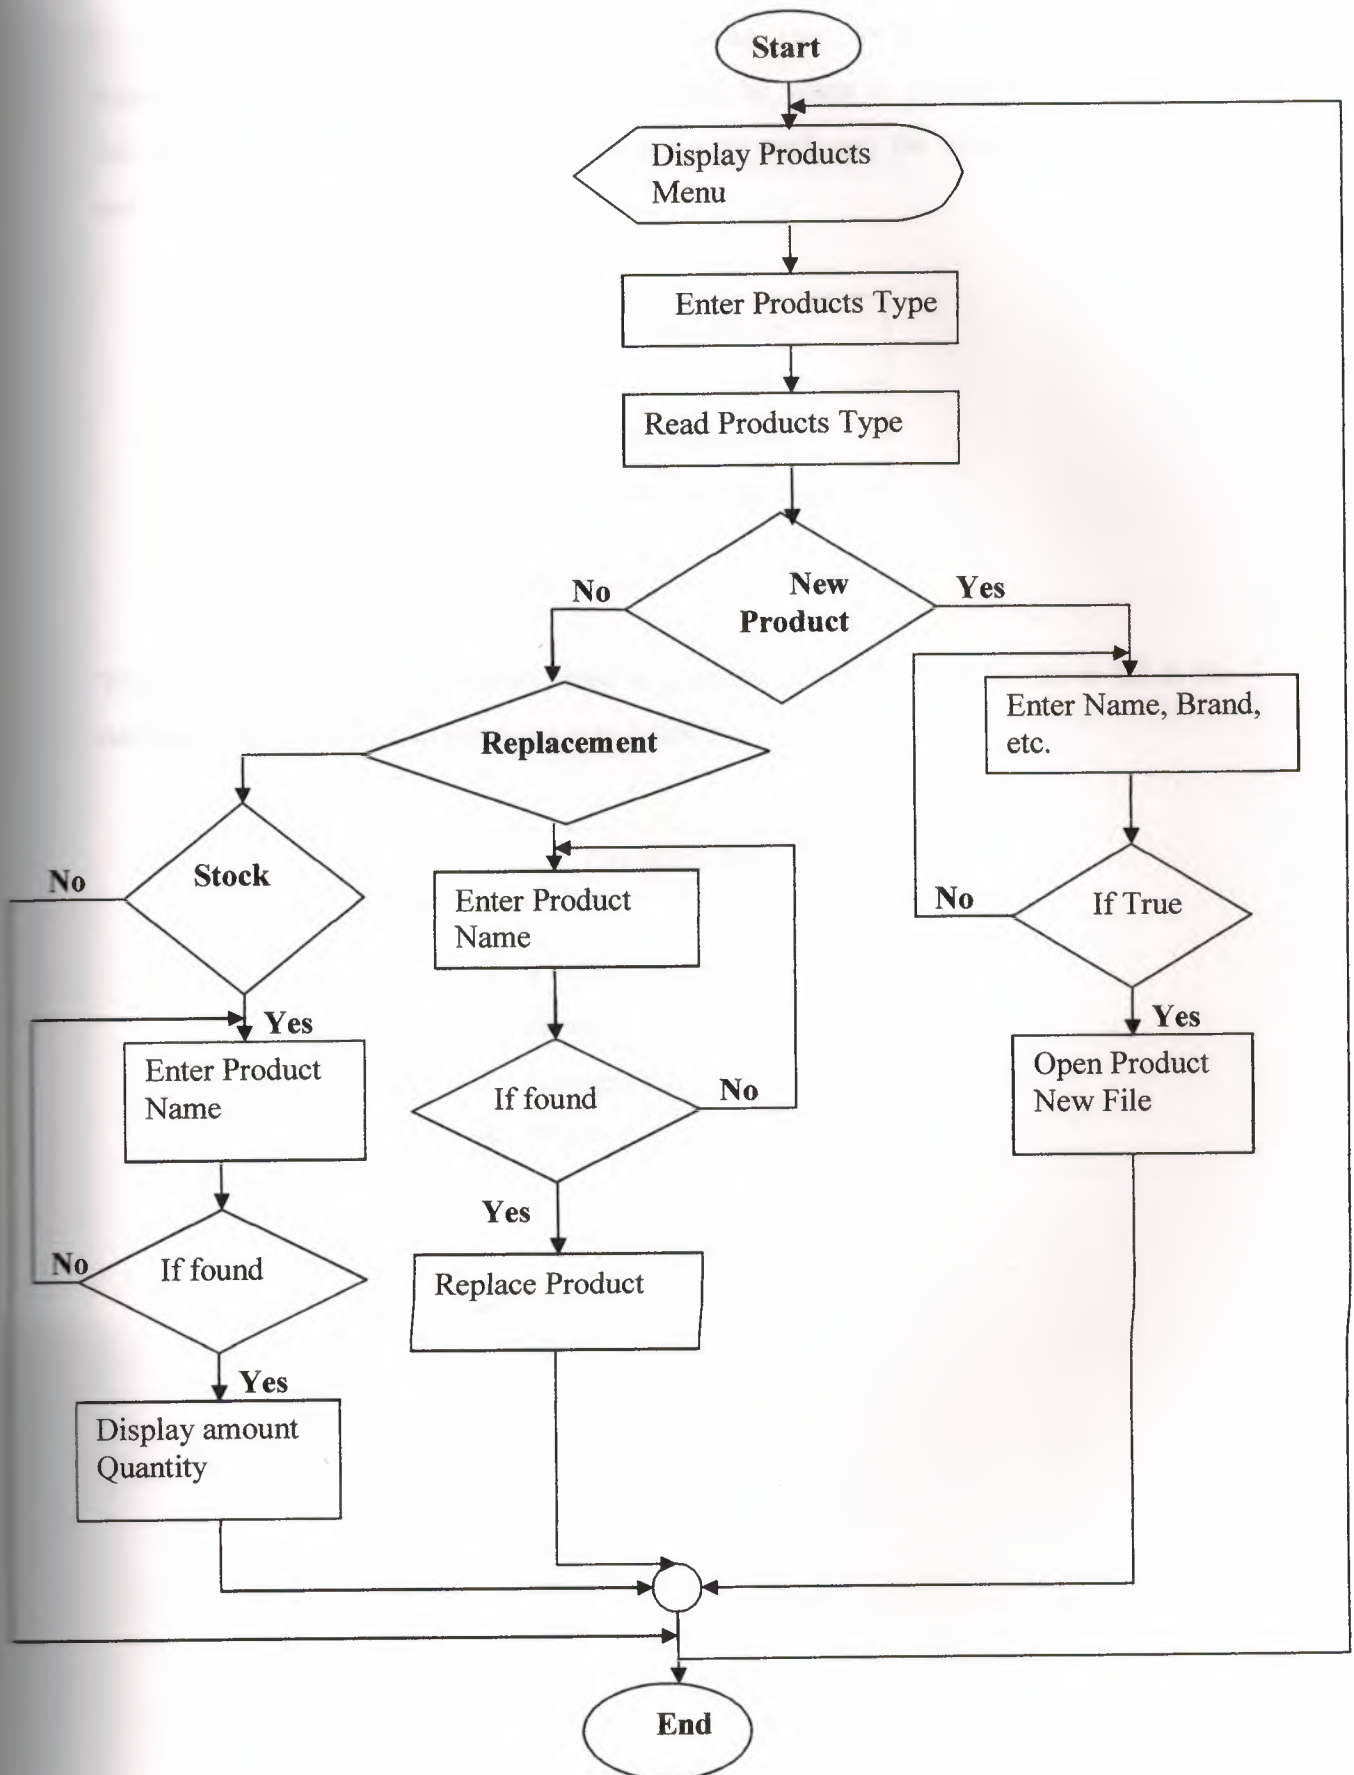 Start
Display Products
Menu
Enter Products Type
Read Products Type
New
Product
No
Yes
Replacement
Enter Name, Brand,
etc.
Stock
No
Enter Product
Name
No
If True
Yes
Yes
Enter Product
Name
If found
No
Open Product
New File
Yes
No
If found
Replace Product
Yes
Display amount
Quantity
End